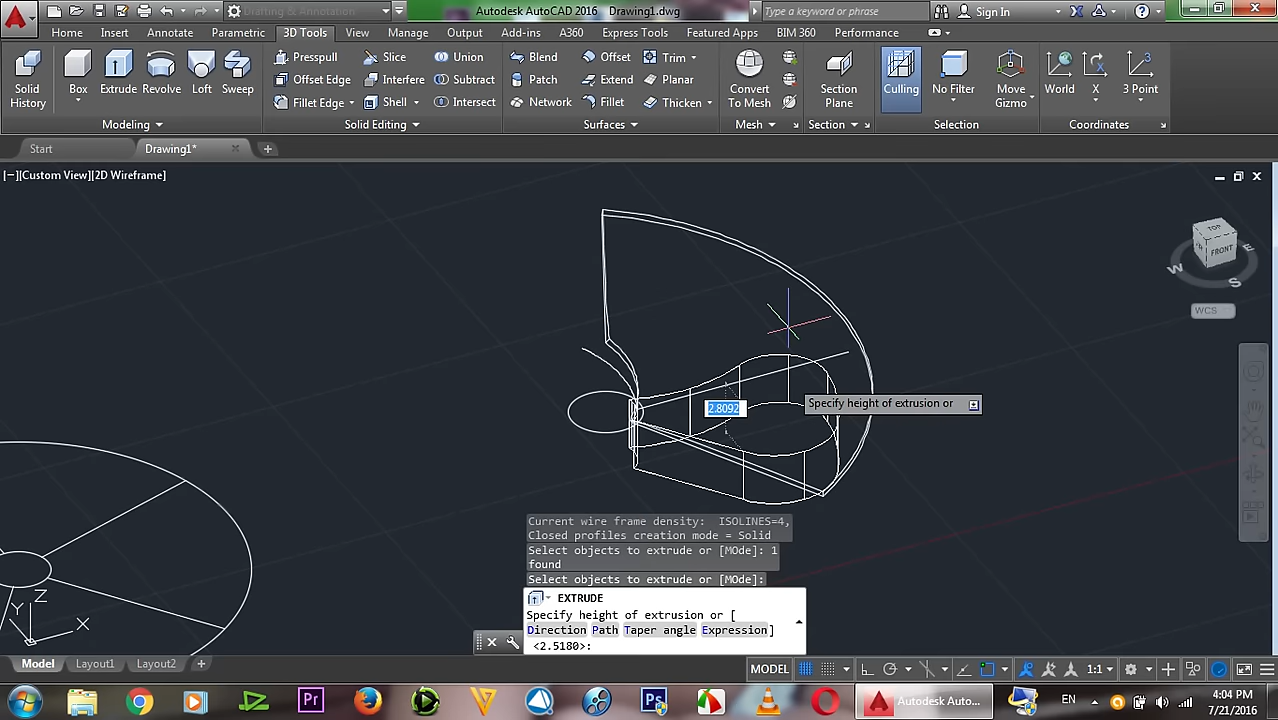 Drafting & Annotation
Autodesk AutoCAD 2016 Drawing1.dwg
Type a keyword or phrase
Sign In
Home Insert Annotate Parametric 3D Tools View Manage Output Add-ins A360 Express Tools Featured Apps BIM 360 Performance
Solid History
Box
Extrude
Revolve
Loft
Sweep
Modeling
Presspull
Offset Edge
Fillet Edge
Slice
Interfere
Shell
Union
Subtract
Intersect
Solid Editing
Blend
Patch
Network
Offset
Extend
Fillet
Trim
Planar
Thicken
Surfaces
Convert To Mesh
Mesh
Section Plane
Section
Culling
No Filter
Move Gizmo
Selection
World
X
3 Point
Coordinates
Start
Drawing1*
[−][Custom View][2D Wireframe]
TOP
FRONT
W
E
S
WCS
2.8092
Specify height of extrusion or
Current wire frame density: ISOLINES=4,
Closed profiles creation mode = Solid
Select objects to extrude or [MOde]: 1
found
Select objects to extrude or [MOde]:
EXTRUDE
Specify height of extrusion or [
Direction Path Taper angle Expression]
<2.5180>:
Z
Y
X
Model
Layout1
Layout2
MODEL
1:1
Pr
Ps
Autodesk Auto...
EN
4:04 PM
7/21/2016